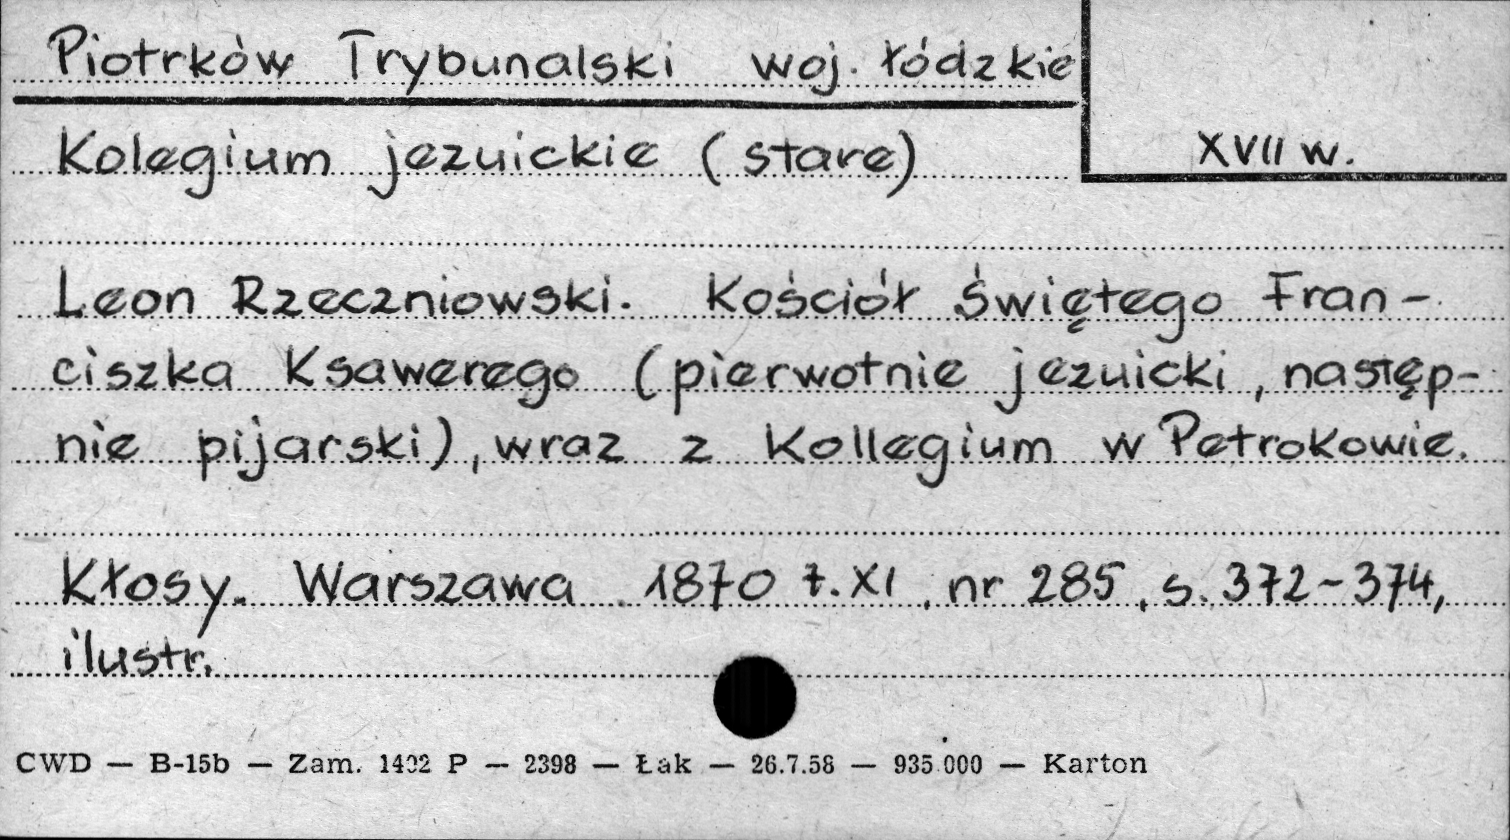 Piotrków Trybunalski woj. łódzkie
XVII w.
Kolegium jezuickie (stare)
Leon Rzeczniowski. Kościół Świętego Fran-
ciszka Ksawerego (pierwotnie jezuicki, następ-
nie pijarski), wraz z Kollegium w Petrokowie.
Kłosy. Warszawa 1870 t. XI, nr 285, s. 372-374,
ilustr.
CWD — B-15b — Zam. 1402 P — 2398 — Łak — 26.7.58 — 935.000 — Karton